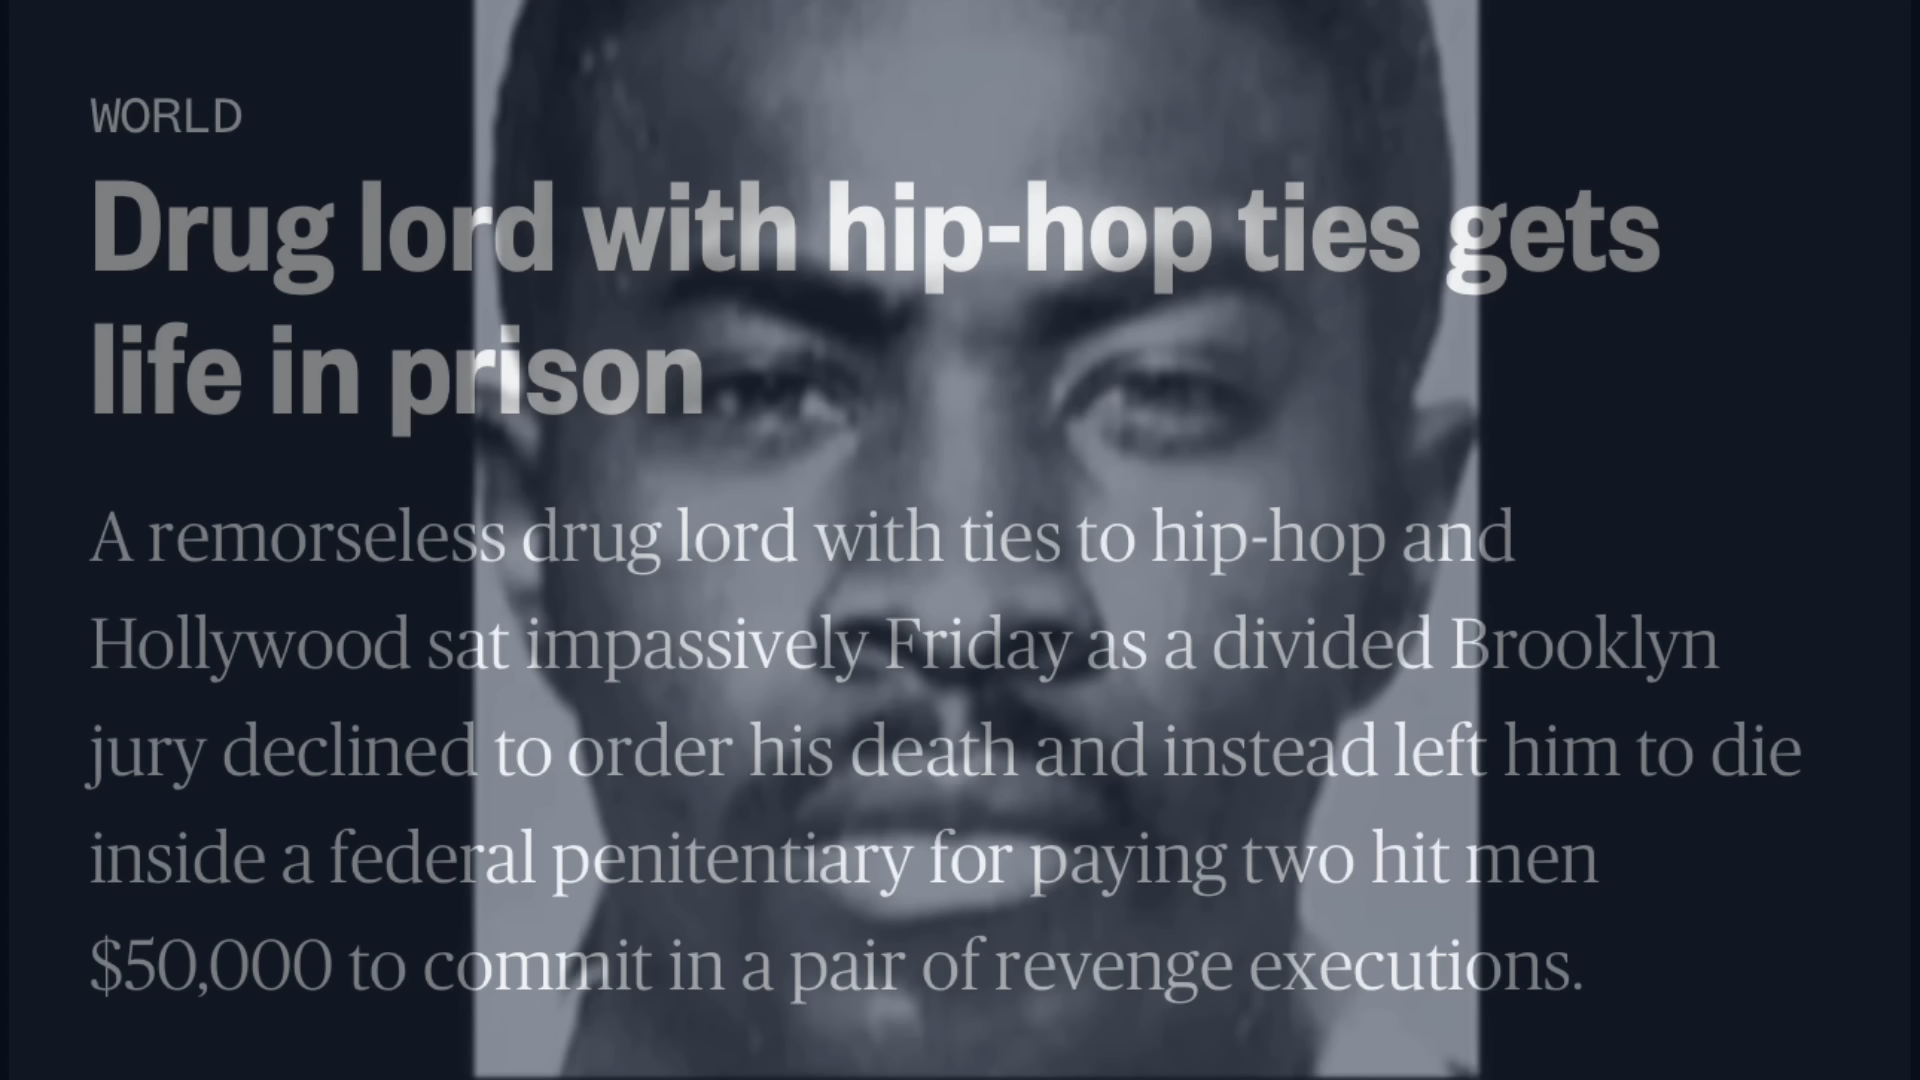 WORLD
Drug lord with hip-hop ties gets
life in prison
A remorseless drug lord with ties to hip-hop and
Hollywood sat impassively Friday as a divided Brooklyn
jury declined to order his death and instead left him to die
inside a federal penitentiary for paying two hit men
$50,000 to commit in a pair of revenge executions.